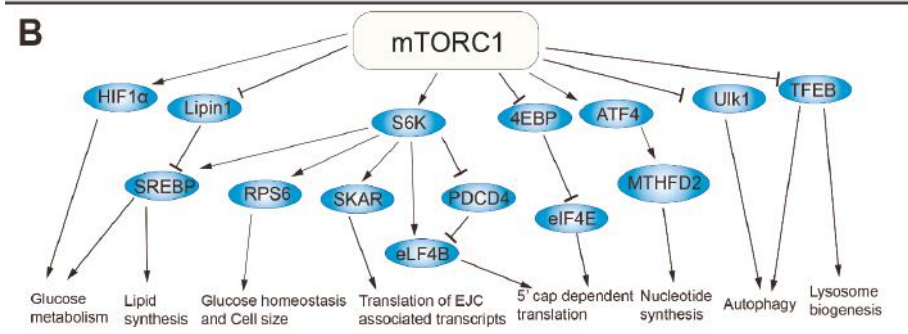 B
mTORC1
HIF1α
Lipin1
S6K
4EBP
ATF4
Ulk1
TFEB
SREBP
RPS6
SKAR
PDCD4
MTHFD2
eIF4E
eLF4B
Glucose
metabolism
Lipid
synthesis
Glucose homeostasis
and Cell size
Translation of EJC
associated transcripts
5' cap dependent
translation
Nucleotide
synthesis
Autophagy
Lysosome
biogenesis